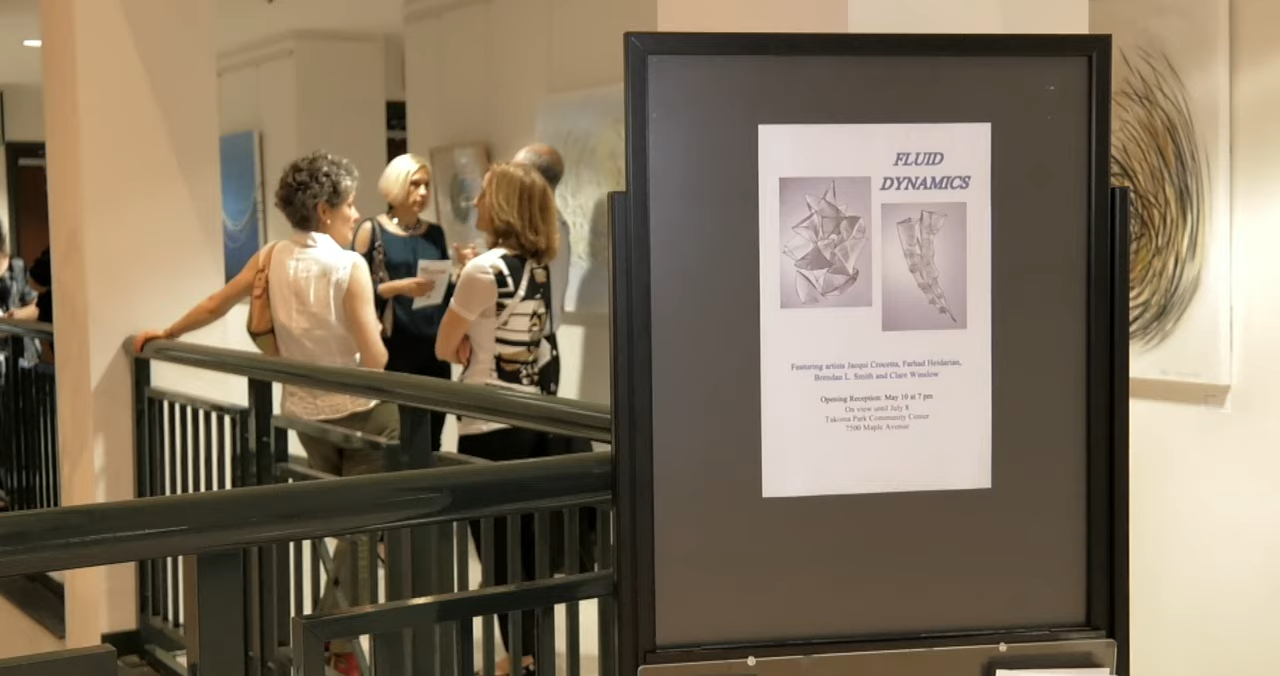 FLUID
DYNAMICS
Featuring artists Jacqui Crocetta, Farhad Heidarian,
Brendan L. Smith and Clare Winslow
Opening Reception: May 10 at 7 pm
On view until July 8
Takoma Park Community Center
7500 Maple Avenue